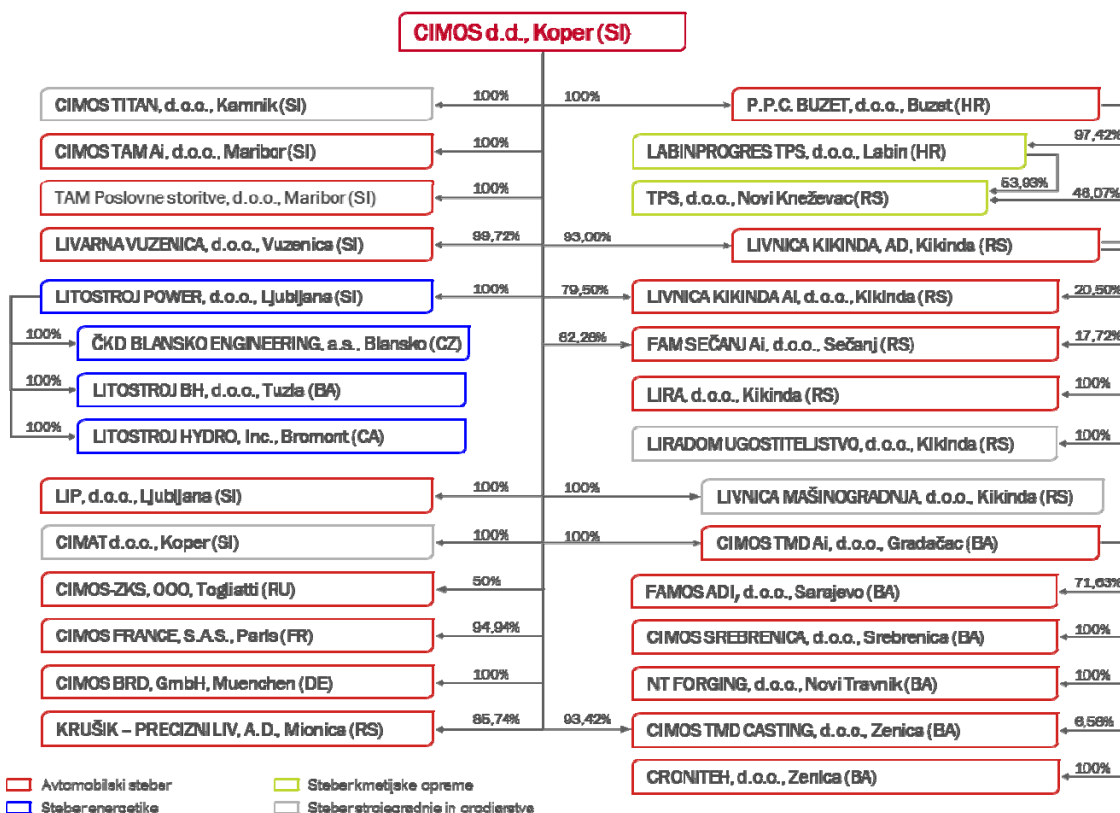 CIMOS d.d., Koper (SI)
CIMOS TITAN, d.o.o., Kamnik (SI)
100%
100%
P.P.C. BUZET, d.o.o., Buzet (HR)
CIMOS TAM Ai, d.o.o., Maribor (SI)
100%
LABINPROGRES TPS, d.o.o., Labin (HR)
97,42%
TAM Poslovne storitve, d.o.o., Maribor (SI)
100%
TPS, d.o.o., Novi Kneževac (RS)
53,93%
46,07%
LIVARNA VUZENICA, d.o.o., Vuzenica (SI)
99,72%
93,00%
LIVNICA KIKINDA, AD, Kikinda (RS)
LITOSTROJ POWER, d.o.o., Ljubljana (SI)
100%
79,50%
LIVNICA KIKINDA Ai, d.o.o., Kikinda (RS)
20,50%
100%
ČKD BLANSKO ENGINEERING, a.s., Blansko (CZ)
82,28%
FAM SEČANJ Ai, d.o.o., Sečanj (RS)
17,72%
100%
LITOSTROJ BH, d.o.o., Tuzla (BA)
LIRA, d.o.o., Kikinda (RS)
100%
100%
LITOSTROJ HYDRO, Inc., Bromont (CA)
LIRADOM UGOSTITELJSTVO, d.o.o., Kikinda (RS)
100%
LIP, d.o.o., Ljubljana (SI)
100%
100%
LIVNICA MAŠINOGRADNJA, d.o.o., Kikinda (RS)
CIMAT d.o.o., Koper (SI)
100%
100%
CIMOS TMD Ai, d.o.o., Gradačac (BA)
CIMOS-ZKS, OOO, Togliatti (RU)
50%
FAMOS ADI, d.o.o., Sarajevo (BA)
71,63%
CIMOS FRANCE, S.A.S., Paris (FR)
94,94%
CIMOS SREBRENICA, d.o.o., Srebrenica (BA)
100%
CIMOS BRD, GmbH, Muenchen (DE)
100%
NT FORGING, d.o.o., Novi Travnik (BA)
100%
KRUŠIK – PRECIZNI LIV, A.D., Mionica (RS)
85,74%
93,42%
CIMOS TMD CASTING, d.o.o., Zenica (BA)
6,58%
CRONITEH, d.o.o., Zenica (BA)
100%
Avtomobilski steber
Steber kmetijske opreme
Steber energetike
Steber strojegradnje in orodjarstva